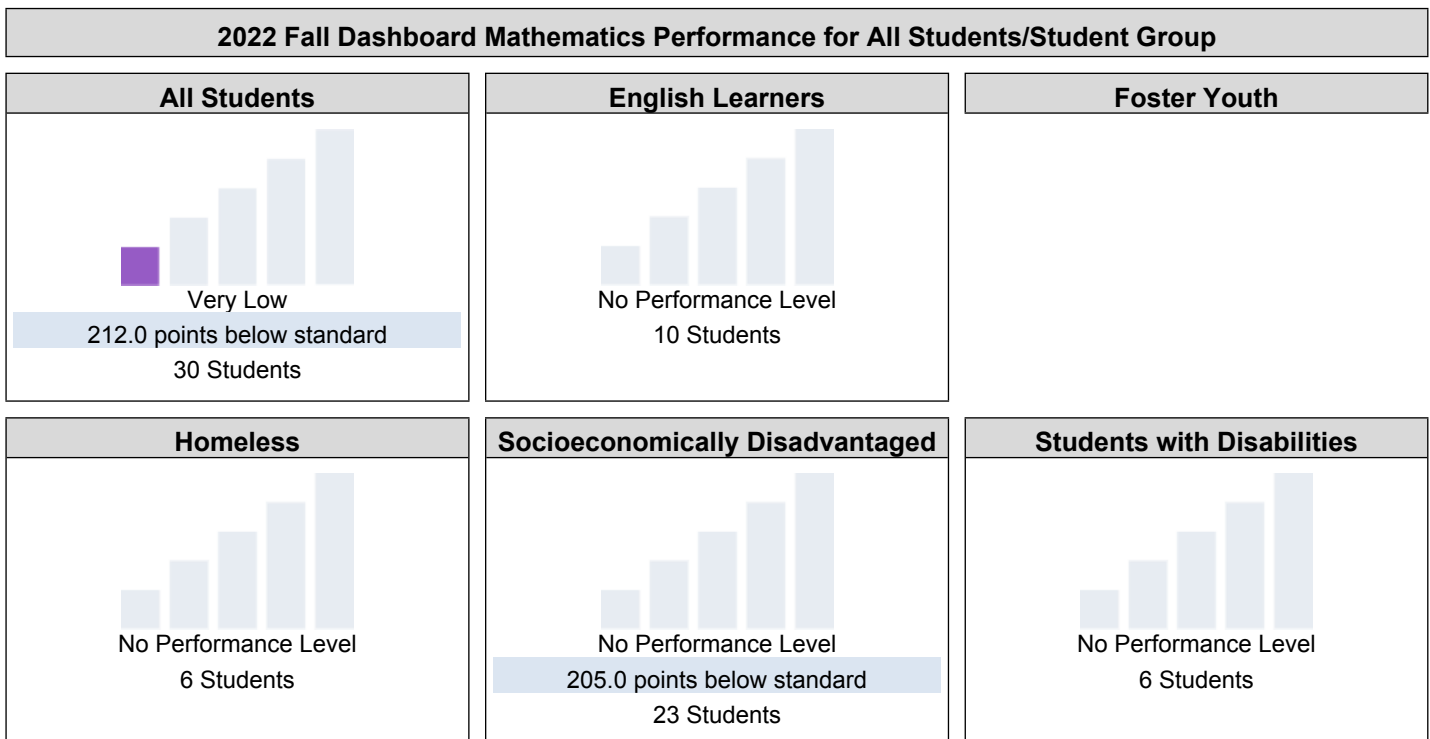 2022 Fall Dashboard Mathematics Performance for All Students/Student Group
All Students
Very Low
212.0 points below standard
30 Students
English Learners
No Performance Level
10 Students
Foster Youth
Homeless
No Performance Level
6 Students
Socioeconomically Disadvantaged
No Performance Level
205.0 points below standard
23 Students
Students with Disabilities
No Performance Level
6 Students